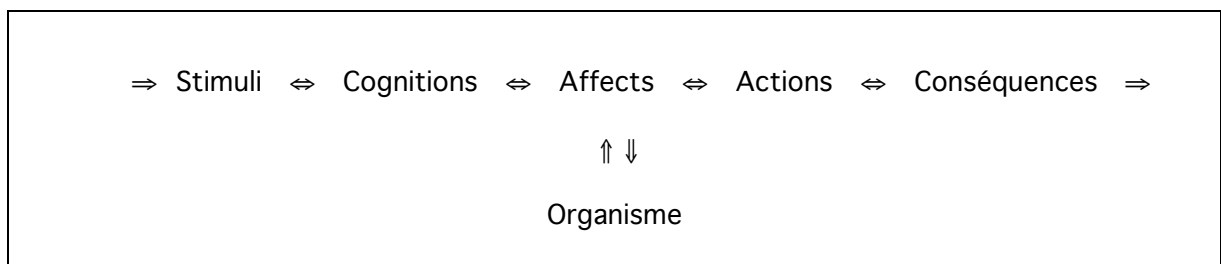 ⇒ Stimuli ⇔ Cognitions ⇔ Affects ⇔ Actions ⇔ Conséquences ⇒
⇑ ⇓
Organisme